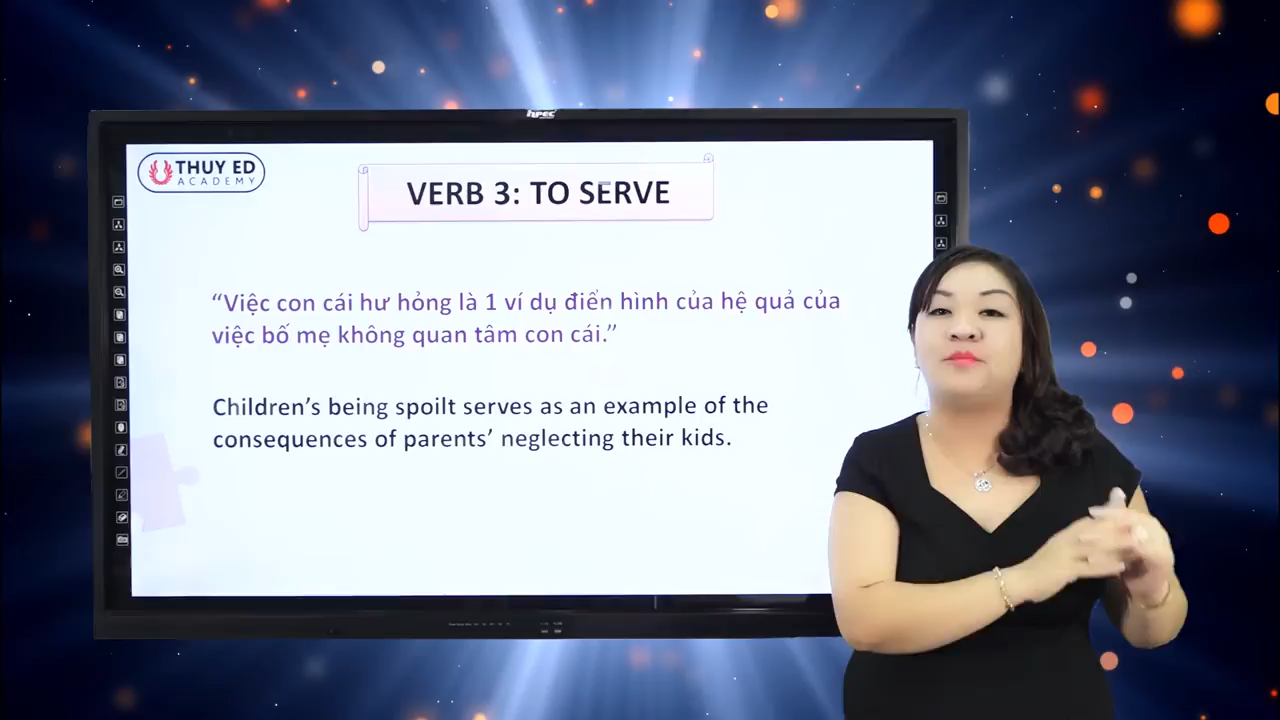 HPEC
THUY ED
ACADEMY
VERB 3: TO SERVE
“Việc con cái hư hỏng là 1 ví dụ điển hình của hệ quả của
việc bố mẹ không quan tâm con cái.”
Children’s being spoilt serves as an example of the
consequences of parents’ neglecting their kids.